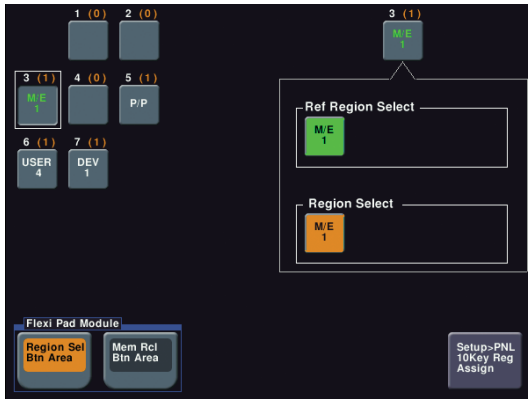 1 (0) 2 (0)
3 (1)
M/E
1
3 (1) 4 (0) 5 (1)
M/E
1
P/P
6 (1) 7 (1)
USER
4
DEV
1
Ref Region Select
M/E
1
Region Select
M/E
1
Flexi Pad Module
Region Sel
Btn Area
Mem Rcl
Btn Area
Setup>PNL
10Key Reg
Assign